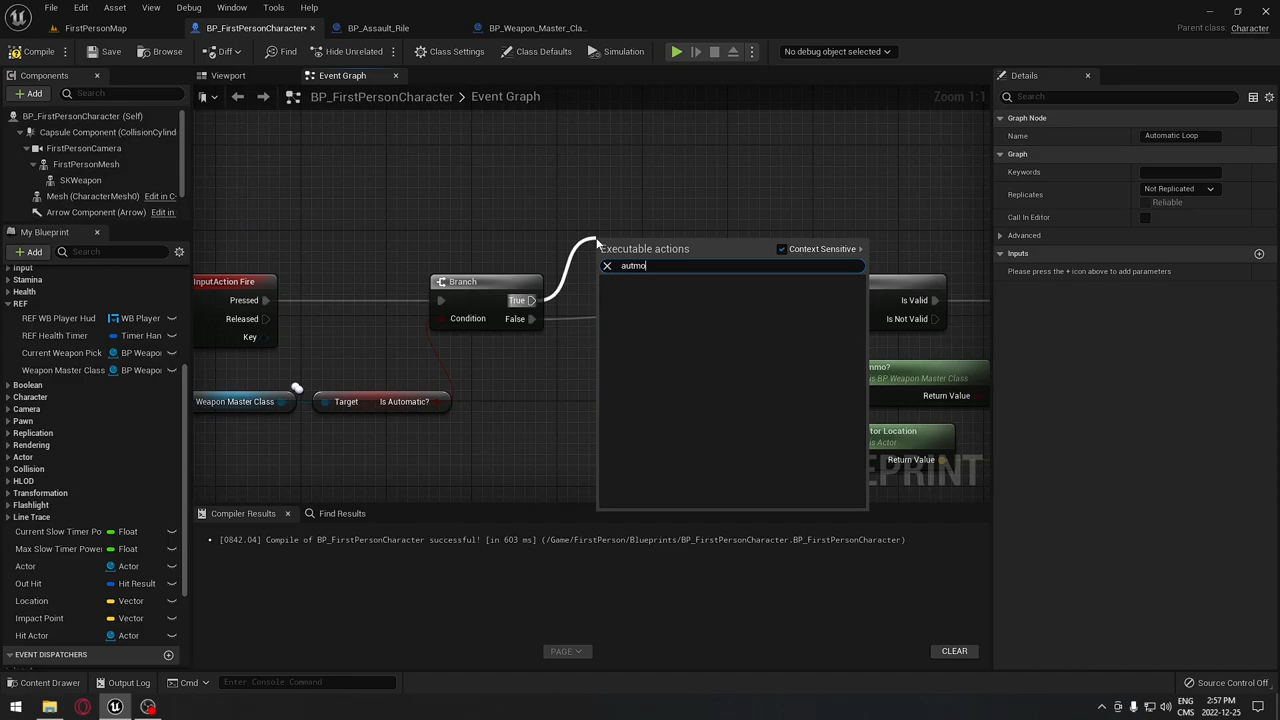 File Edit Asset View Debug Window Tools Help
FirstPersonMap BP_FirstPersonCharacter• BP_Assault_Rile BP_Weapon_Master_Cla... Parent class: Character
Compile Save Browse Diff Find Hide Unrelated Class Settings Class Defaults Simulation No debug object selected
Components Viewport Event Graph Details
Add Search BP_FirstPersonCharacter > Event Graph Zoom 1:1 Search
BP_FirstPersonCharacter (Self)
Capsule Component (CollisionCylind
FirstPersonCamera
FirstPersonMesh
SKWeapon
Mesh (CharacterMesh0) Edit in C
Arrow Component (Arrow) Edit in
Graph Node
Name Automatic Loop
Graph
Keywords
Replicates Not Replicated
Reliable
Call In Editor
Advanced
Inputs
Please press the + icon above to add parameters
My Blueprint
Add Search
Input
Stamina
Health
REF
REF WB Player Hud WB Player
REF Health Timer Timer Han
Current Weapon Pick BP Weapo
Weapon Master Class BP Weapo
Boolean
Character
Camera
Pawn
Replication
Rendering
Actor
Collision
HLOD
Transformation
Flashlight
Line Trace
Current Slow Timer Po Float
Max Slow Timer Power Float
Actor Actor
Out Hit Hit Result
Location Vector
Impact Point Vector
Hit Actor Actor
EVENT DISPATCHERS
InputAction Fire
Pressed
Released
Key
Branch
True
Condition False
Weapon Master Class
Target Is Automatic?
Executable actions Context Sensitive
autmo
Is Valid
Is Not Valid
mmo?
is BP Weapon Master Class
Return Value
tor Location
is Actor
Return Value
EPRINT
Compiler Results Find Results
[0842.04] Compile of BP_FirstPersonCharacter successful! [in 603 ms] (/Game/FirstPerson/Blueprints/BP_FirstPersonCharacter.BP_FirstPersonCharacter)
PAGE CLEAR
Content Drawer Output Log Cmd Enter Console Command Source Control Off
ENG
CMS
2:57 PM
2022-12-25